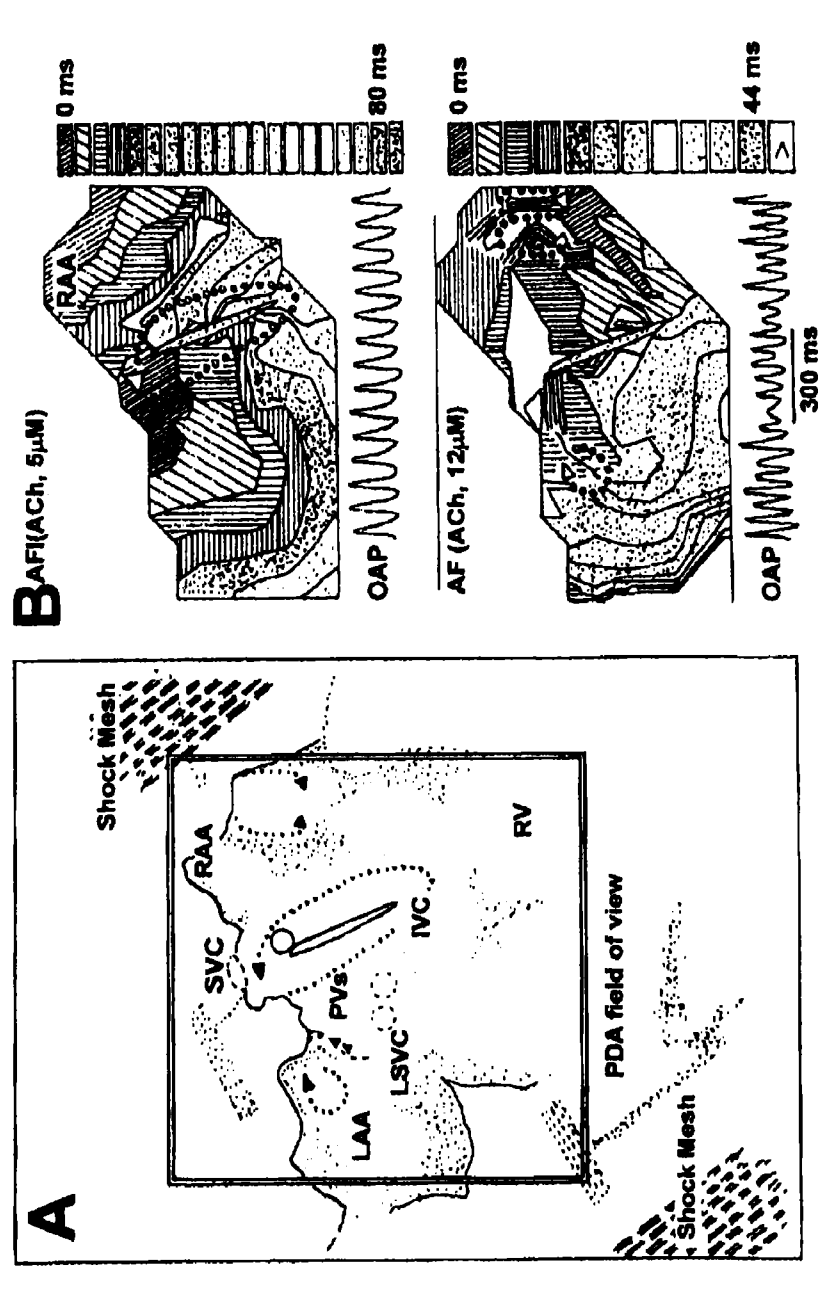 A
Shock Mesh
SVC
RAA
LAA
PVs
LSVC
IVC
RV
PDA field of view
Shock Mesh
B
AFl(ACh, 5µM)
RAA
0 ms
80 ms
OAP
AF (ACh, 12µM)
0 ms
44 ms
OAP
300 ms